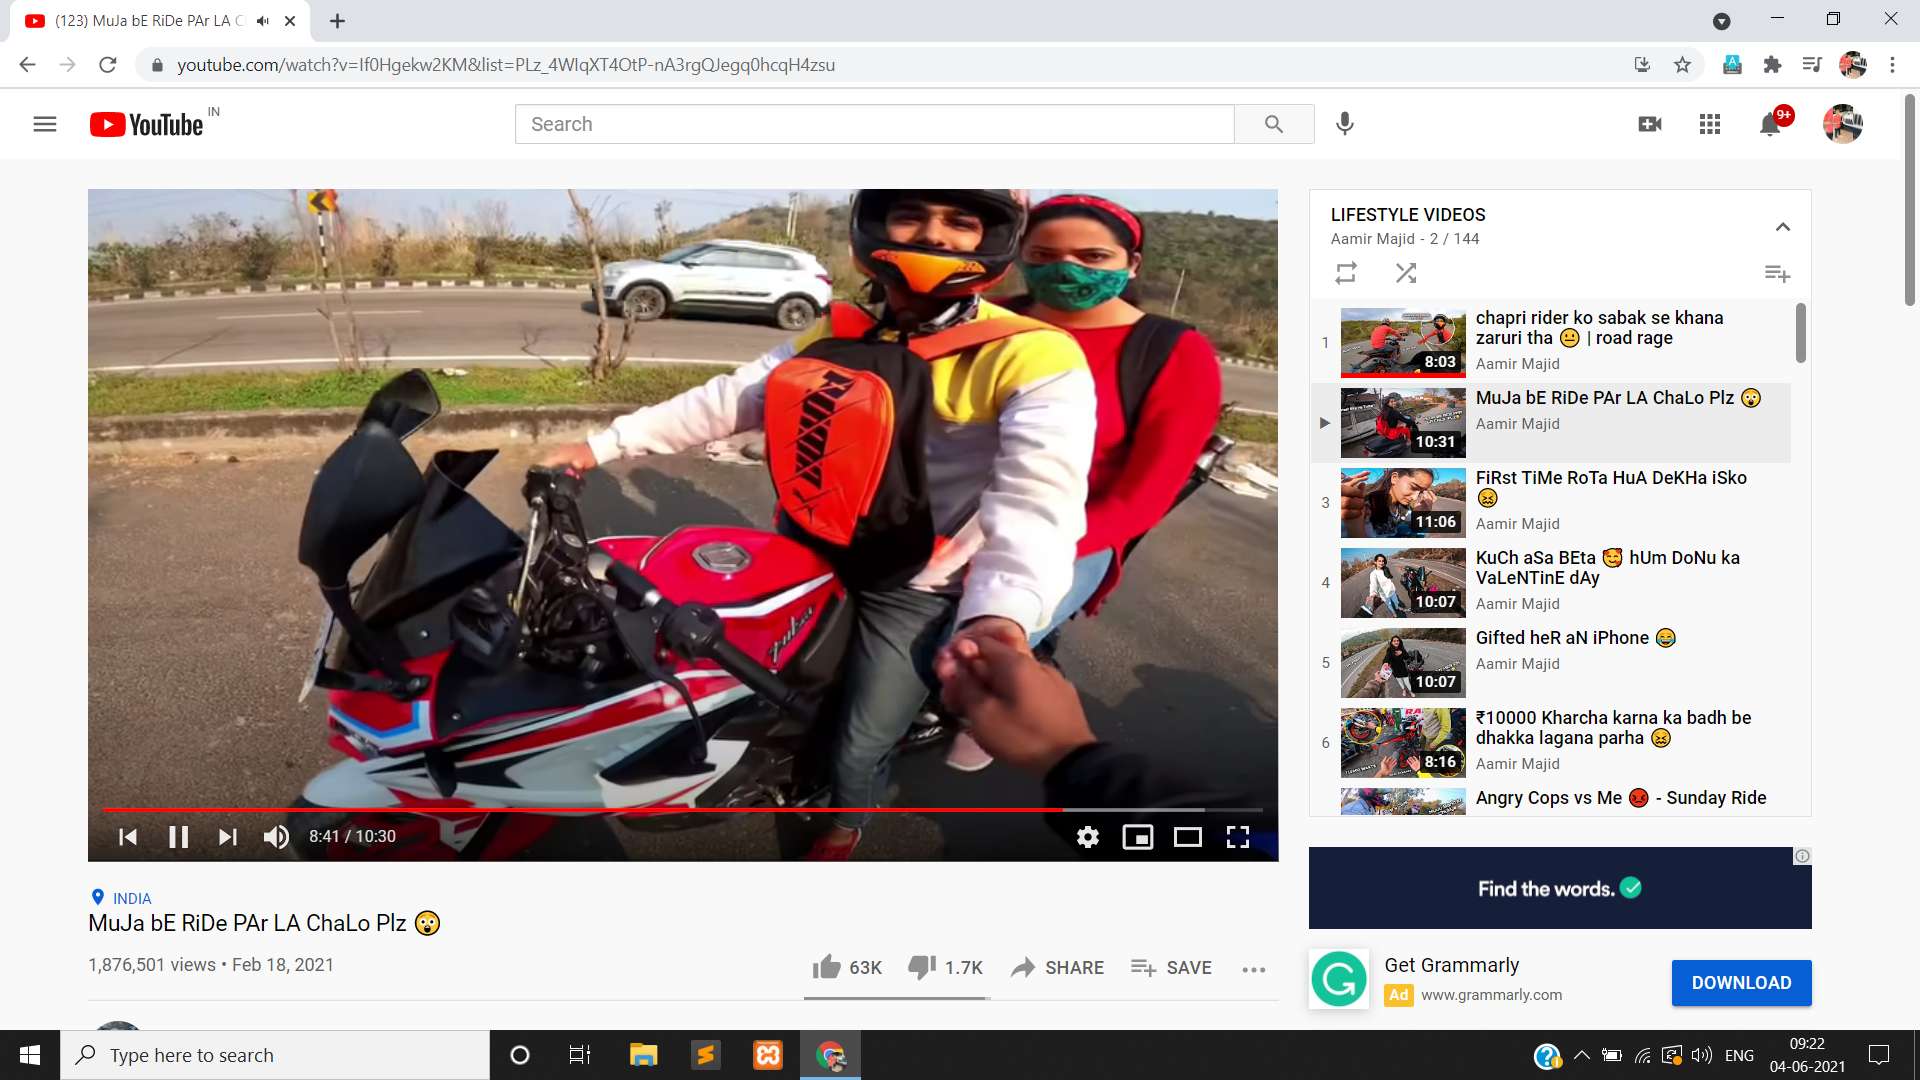 (123) MuJa bE RiDe PAr LA C
youtube.com/watch?v=If0Hgekw2KM&list=PLz_4WIqXT4OtP-nA3rgQJegq0hcqH4zsu
YouTube IN
Search
9+
pulsar
8:41 / 10:30
INDIA
MuJa bE RiDe PAr LA ChaLo Plz 😲
1,876,501 views • Feb 18, 2021
63K
1.7K
SHARE
SAVE
LIFESTYLE VIDEOS
Aamir Majid - 2 / 144
1
8:03
chapri rider ko sabak se khana
zaruri tha 😐 | road rage
Aamir Majid
10:31
MuJa bE RiDe PAr LA ChaLo Plz 😲
Aamir Majid
3
11:06
FiRst TiMe RoTa HuA DeKHa iSko
😖
Aamir Majid
4
10:07
KuCh aSa BEta 🥰 hUm DoNu ka
VaLeNTinE dAy
Aamir Majid
5
10:07
Gifted heR aN iPhone 😂
Aamir Majid
6
8:16
₹10000 Kharcha karna ka badh be
dhakka lagana parha 😖
Aamir Majid
Angry Cops vs Me 😡 - Sunday Ride
Find the words.
Get Grammarly
Ad www.grammarly.com
DOWNLOAD
Type here to search
ENG
09:22
04-06-2021